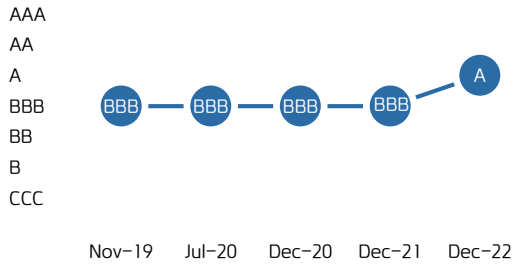 AAA
AA
A
A
BBB
BBB
BBB
BBB
BBB
BB
B
CCC
Nov-19 Jul-20 Dec-20 Dec-21 Dec-22